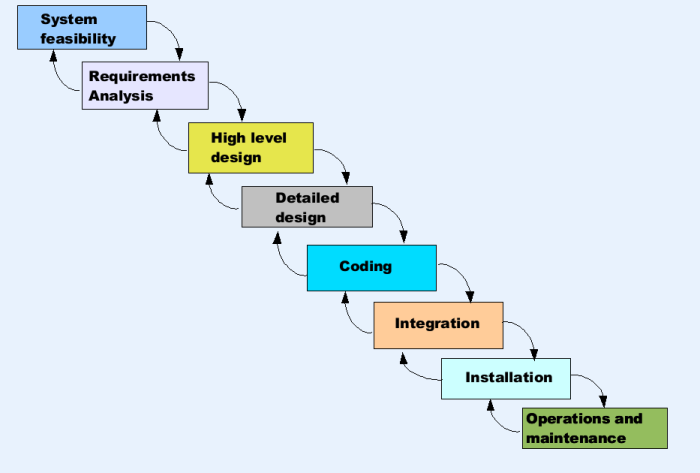 System
feasibility
Requirements
Analysis
High level
design
Detailed
design
Coding
Integration
Installation
Operations and
maintenance